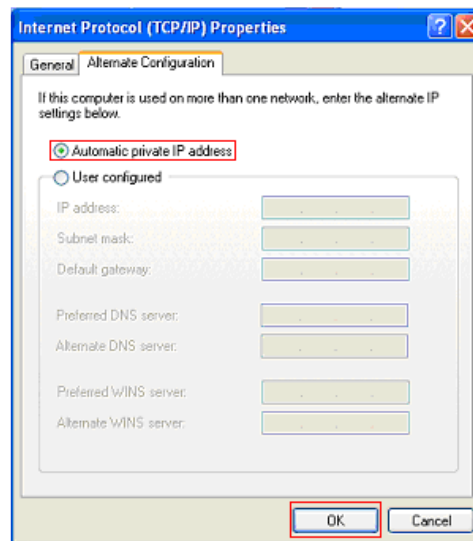 Internet Protocol (TCP/IP) Properties
General
Alternate Configuration
If this computer is used on more than one network, enter the alternate IP
settings below.
Automatic private IP address
User configured
IP address:
Subnet mask:
Default gateway:
Preferred DNS server:
Alternate DNS server:
Preferred WINS server:
Alternate WINS server:
OK
Cancel